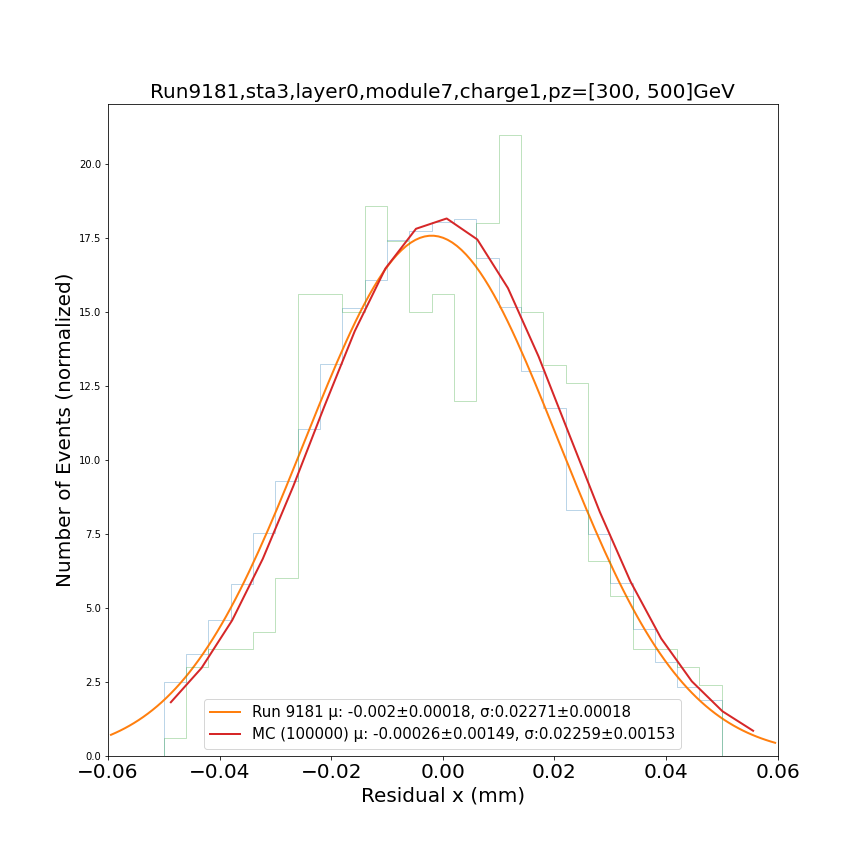 Run9181,sta3,layer0,module7,charge1,pz=[300, 500]GeV
Number of Events (normalized)
20.0
17.5
15.0
12.5
10.0
7.5
5.0
2.5
0.0
Run 9181 μ: -0.002±0.00018, σ:0.02271±0.00018
MC (100000) μ: -0.00026±0.00149, σ:0.02259±0.00153
−0.06 −0.04 −0.02 0.00 0.02 0.04 0.06
Residual x (mm)